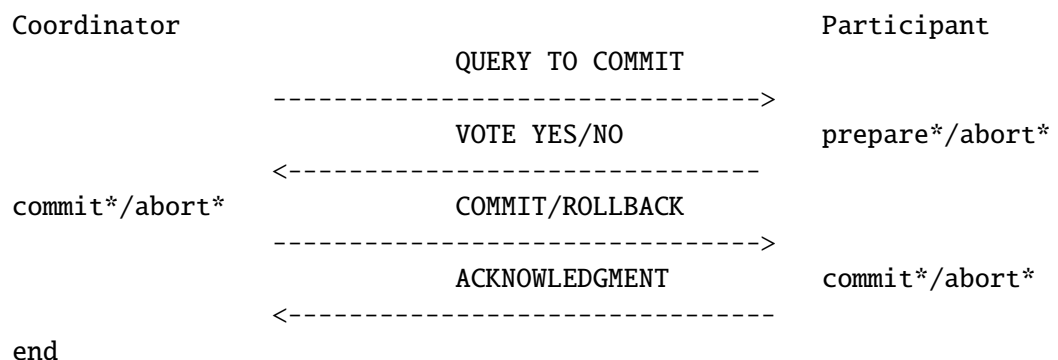 Coordinator                                          Participant
                             QUERY TO COMMIT
                 -------------------------------->
                             VOTE YES/NO             prepare*/abort*
                 <-------------------------------
commit*/abort*               COMMIT/ROLLBACK
                 -------------------------------->
                             ACKNOWLEDGMENT          commit*/abort*
                 <--------------------------------
end